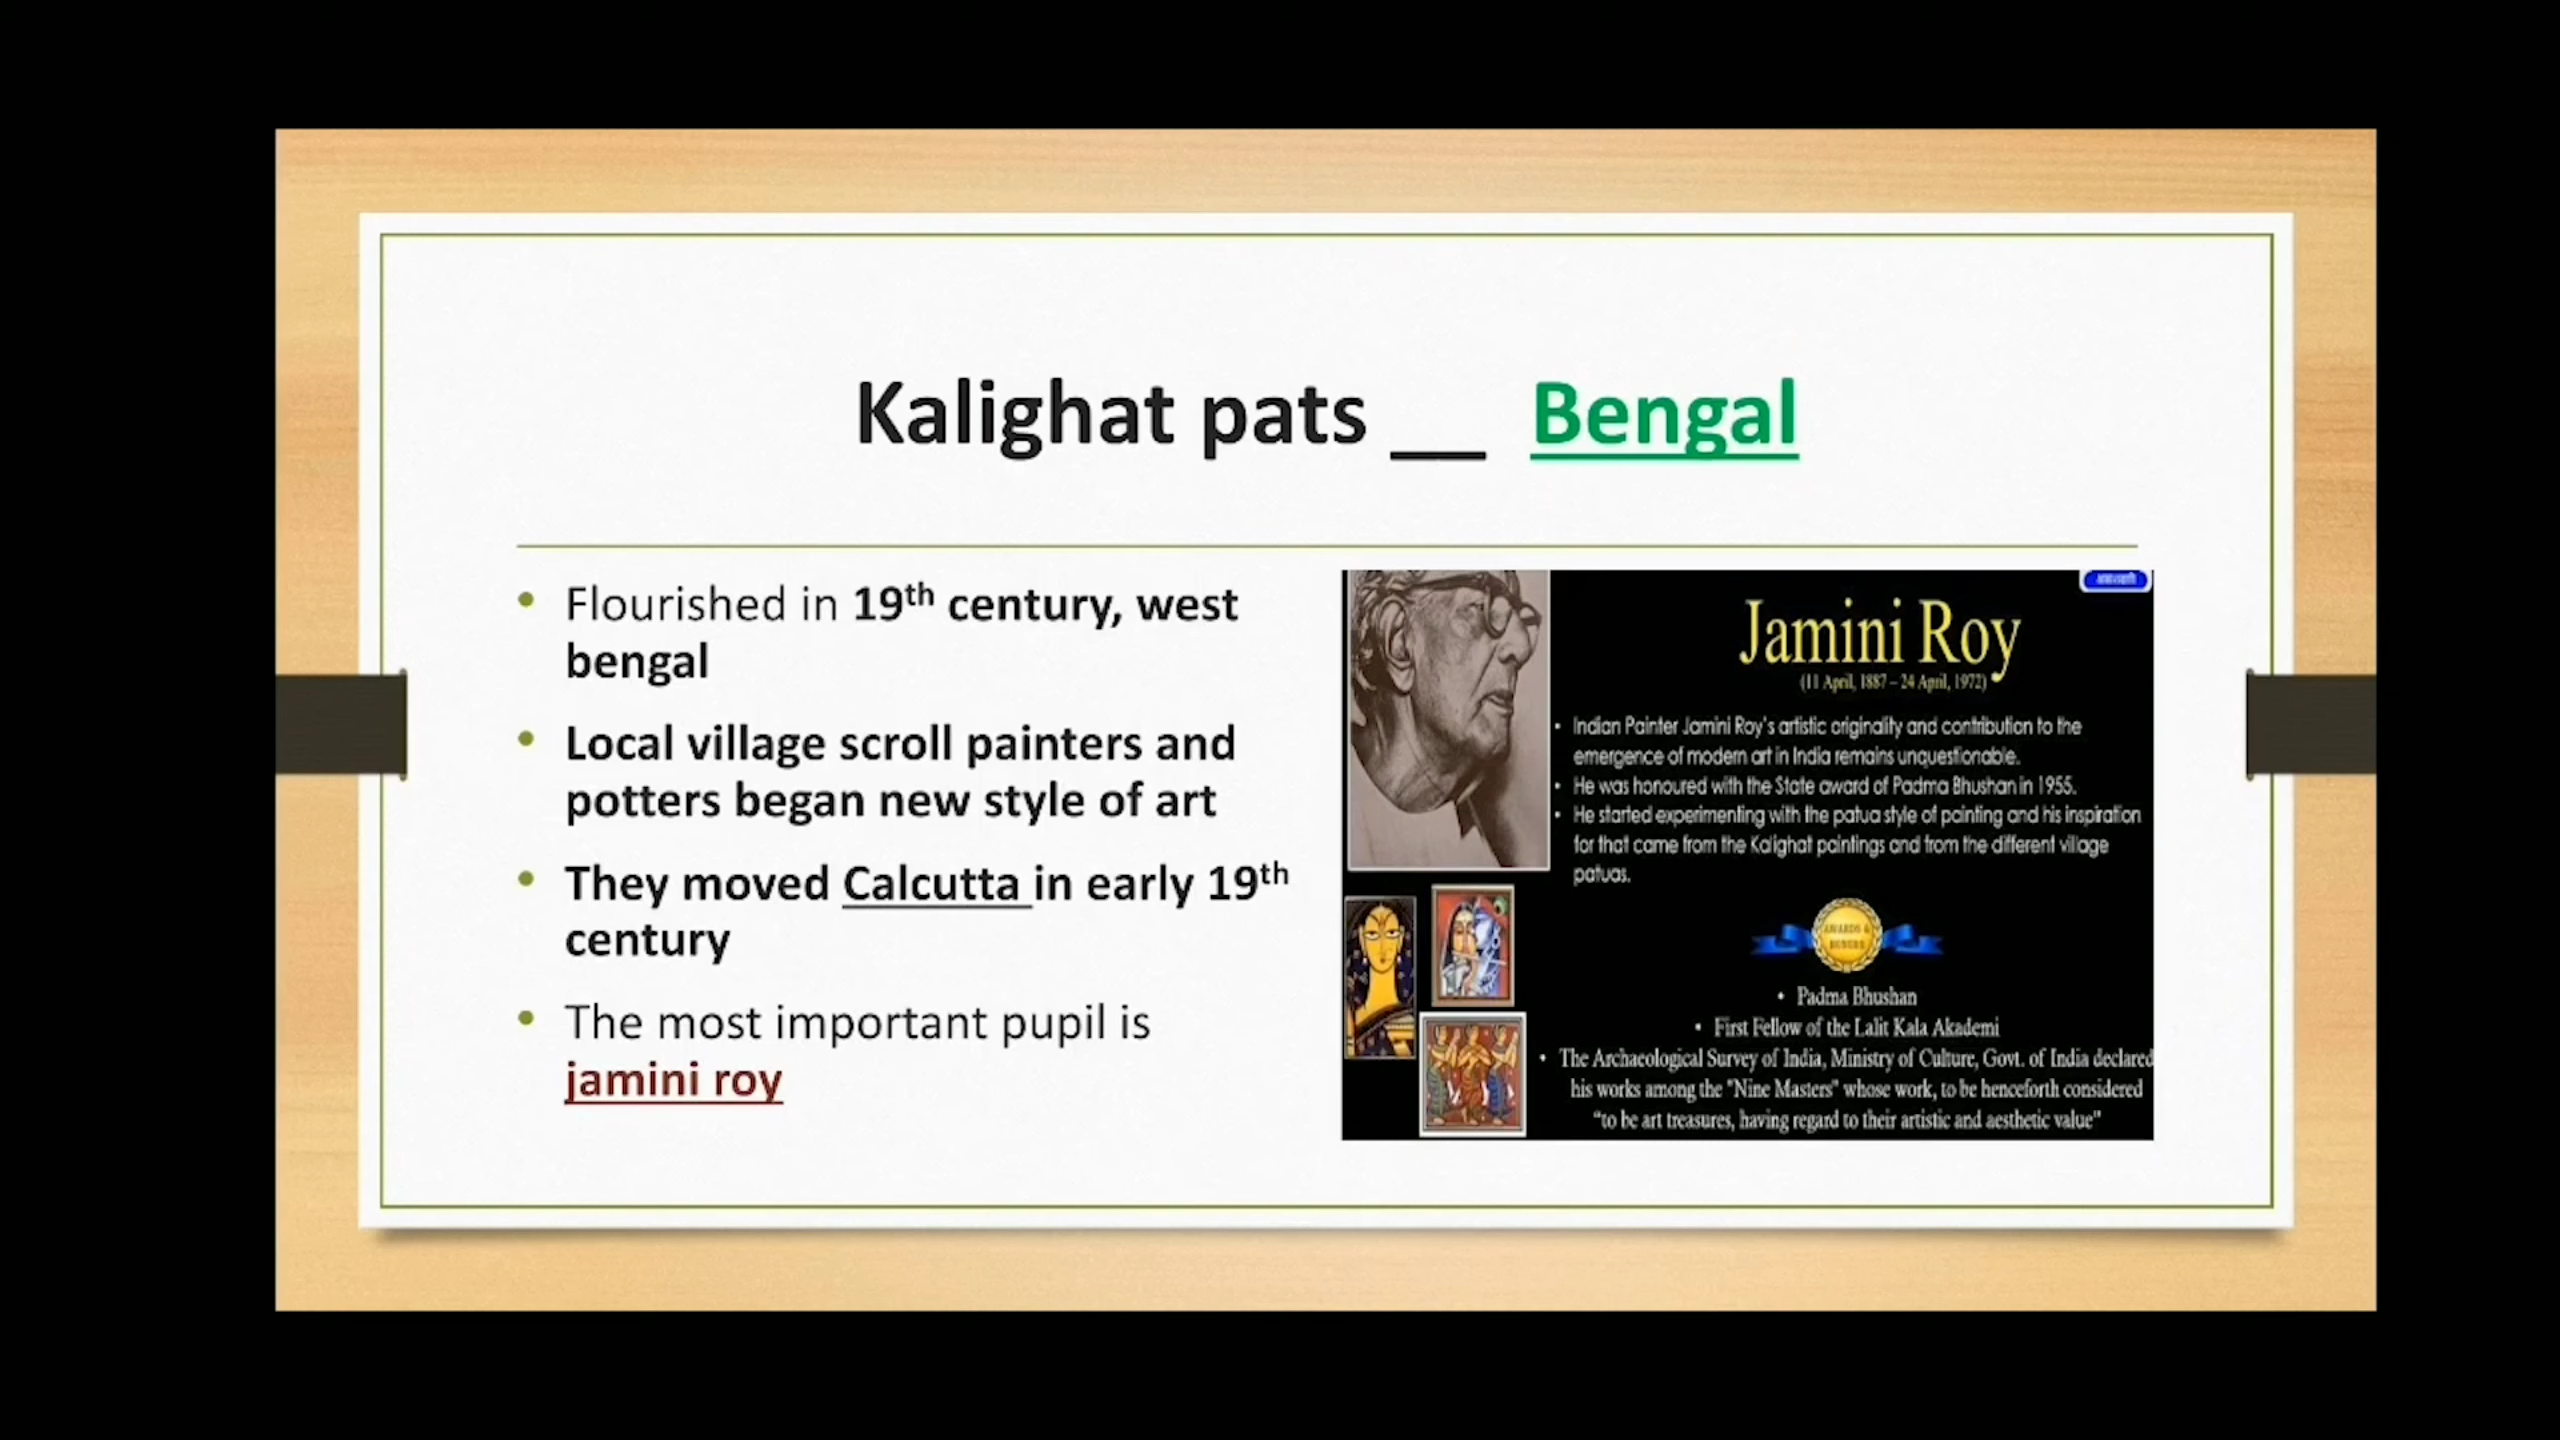 Kalighat pats __ Bengal
• Flourished in 19th century, west
bengal
• Local village scroll painters and
potters began new style of art
• They moved Calcutta in early 19th
century
• The most important pupil is
jamini roy
Jamini Roy
(11 April, 1887 – 24 April, 1972)
• Indian Painter Jamini Roy's artistic originality and contribution to the
emergence of modern art in India remains unquestionable.
• He was honoured with the State award of Padma Bhushan in 1955.
• He started experimenting with the patua style of painting and his inspiration
for that came from the Kalighat paintings and from the different village
patuas.
AWARDS &
HONORS
• Padma Bhushan
• First Fellow of the Lalit Kala Akademi
• The Archaeological Survey of India, Ministry of Culture, Govt. of India declared
his works among the "Nine Masters" whose work, to be henceforth considered
"to be art treasures, having regard to their artistic and aesthetic value"